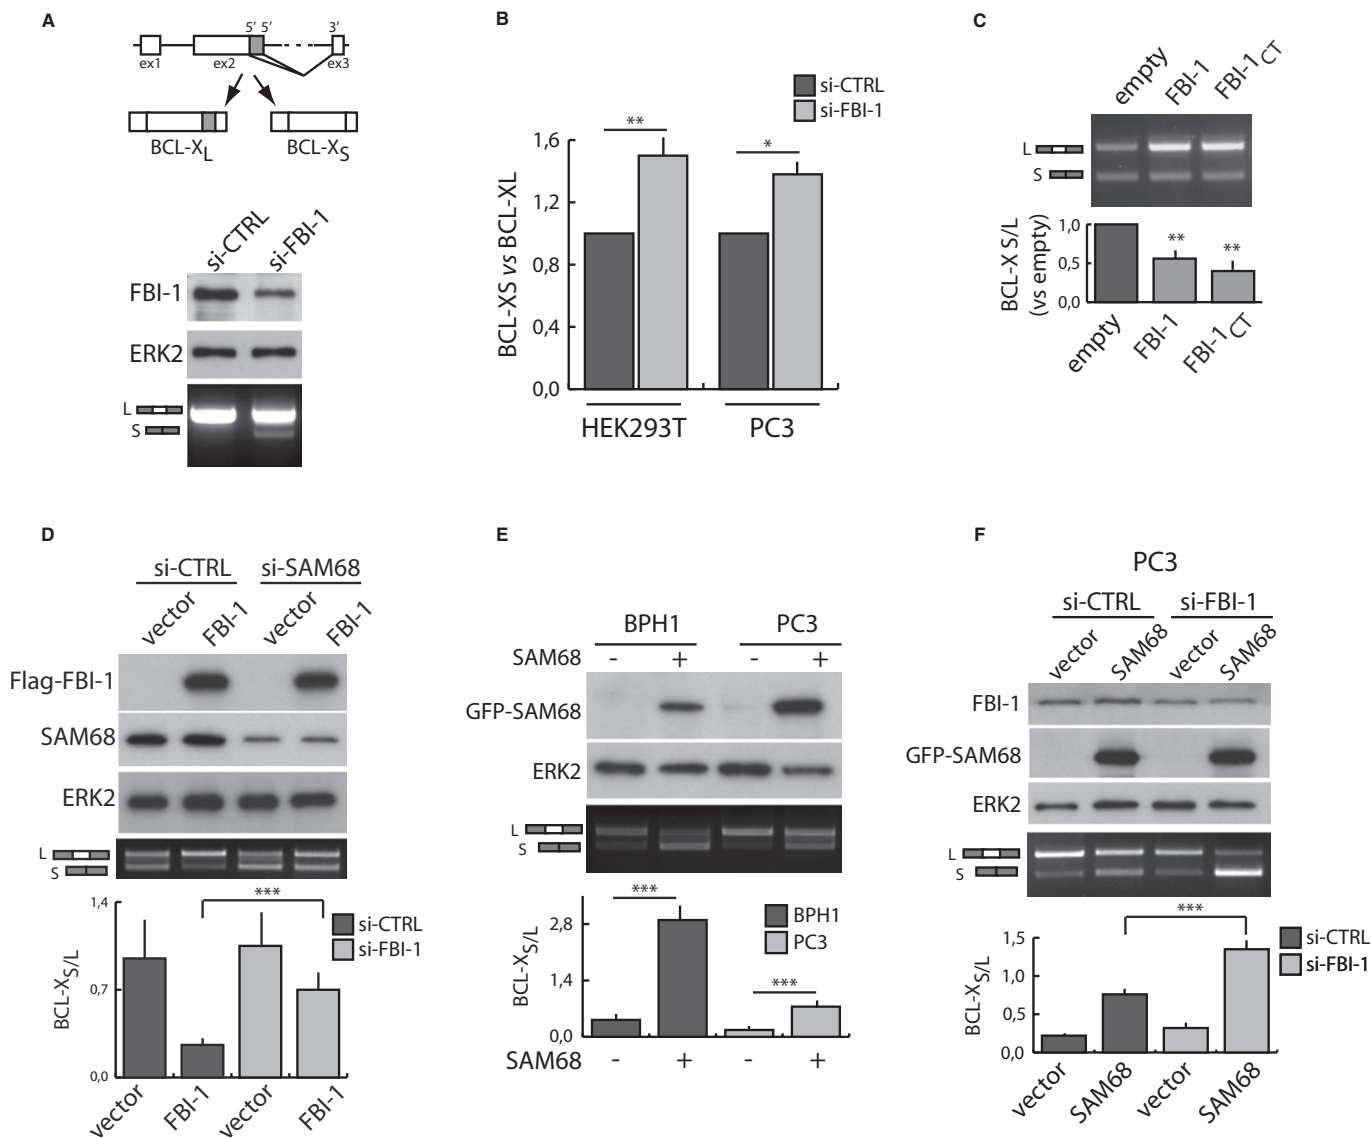 A
5' 5' 3'
ex1 ex2 ex3
BCL-XL BCL-XS
si-CTRL si-FBI-1
FBI-1
ERK2
L
S
B
si-CTRL
si-FBI-1
BCL-XS vs BCL-XL
1,6
1,2
0,8
0,4
0,0
** *
HEK293T PC3
C
empty FBI-1 FBI-1CT
L
S
BCL-X S/L
(vs empty)
1,0
0,5
0,0
** **
empty FBI-1 FBI-1CT
D
si-CTRL si-SAM68
vector FBI-1 vector FBI-1
Flag-FBI-1
SAM68
ERK2
L
S
BCL-XS/L
1,4
0,7
0,0
***
si-CTRL
si-FBI-1
vector FBI-1 vector FBI-1
E
BPH1 PC3
SAM68 - + - +
GFP-SAM68
ERK2
L
S
BCL-XS/L
2,8
1,4
0,0
*** ***
BPH1
PC3
SAM68 - + - +
F
PC3
si-CTRL si-FBI-1
vector SAM68 vector SAM68
FBI-1
GFP-SAM68
ERK2
L
S
BCL-XS/L
1,5
1,0
0,5
0,0
***
si-CTRL
si-FBI-1
vector SAM68 vector SAM68